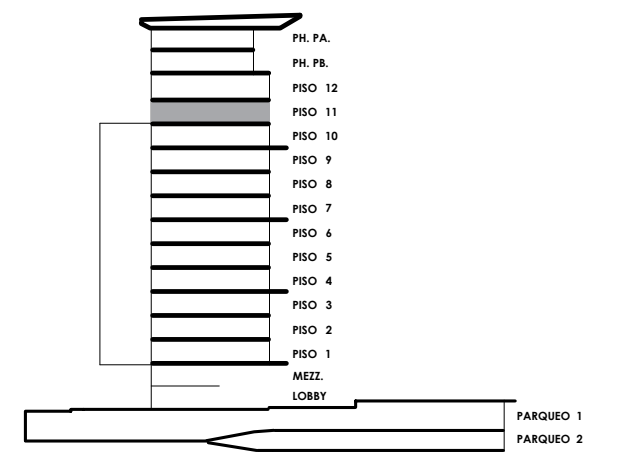 PH. PA.
PH. PB.
PISO 12
PISO 11
PISO 10
PISO 9
PISO 8
PISO 7
PISO 6
PISO 5
PISO 4
PISO 3
PISO 2
PISO 1
MEZZ.
LOBBY
PARQUEO 1
PARQUEO 2